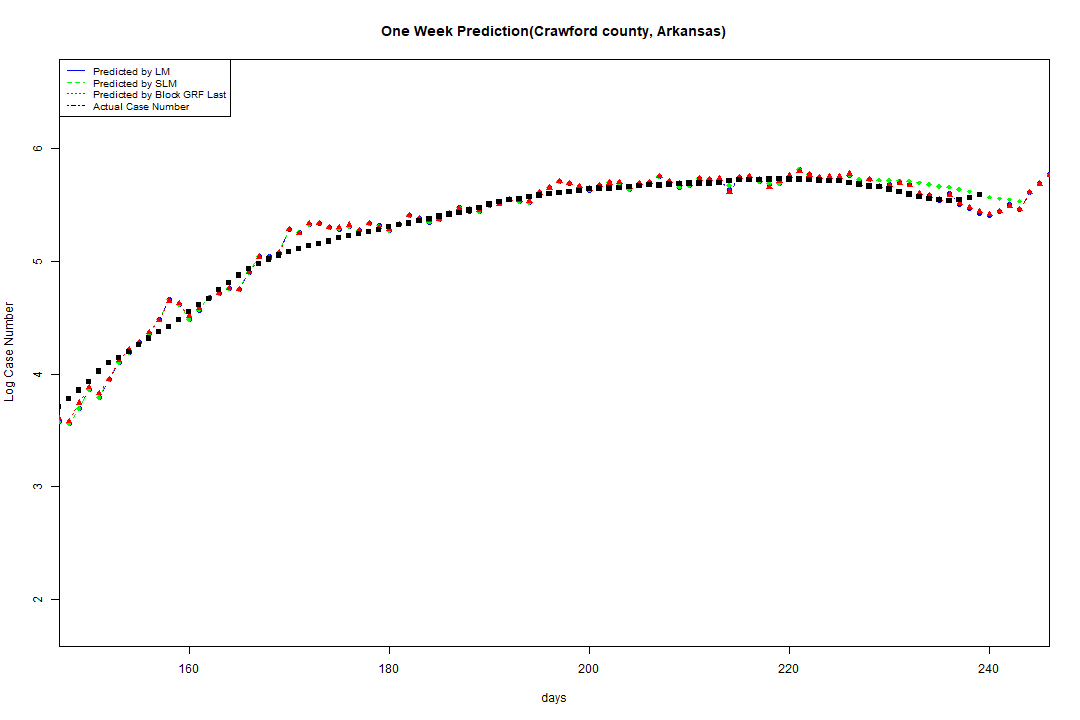 One Week Prediction(Crawford county, Arkansas)
Predicted by LM
Predicted by SLM
Predicted by Block GRF Last
Actual Case Number
6
5
4
3
2
Log Case Number
160 180 200 220 240
days